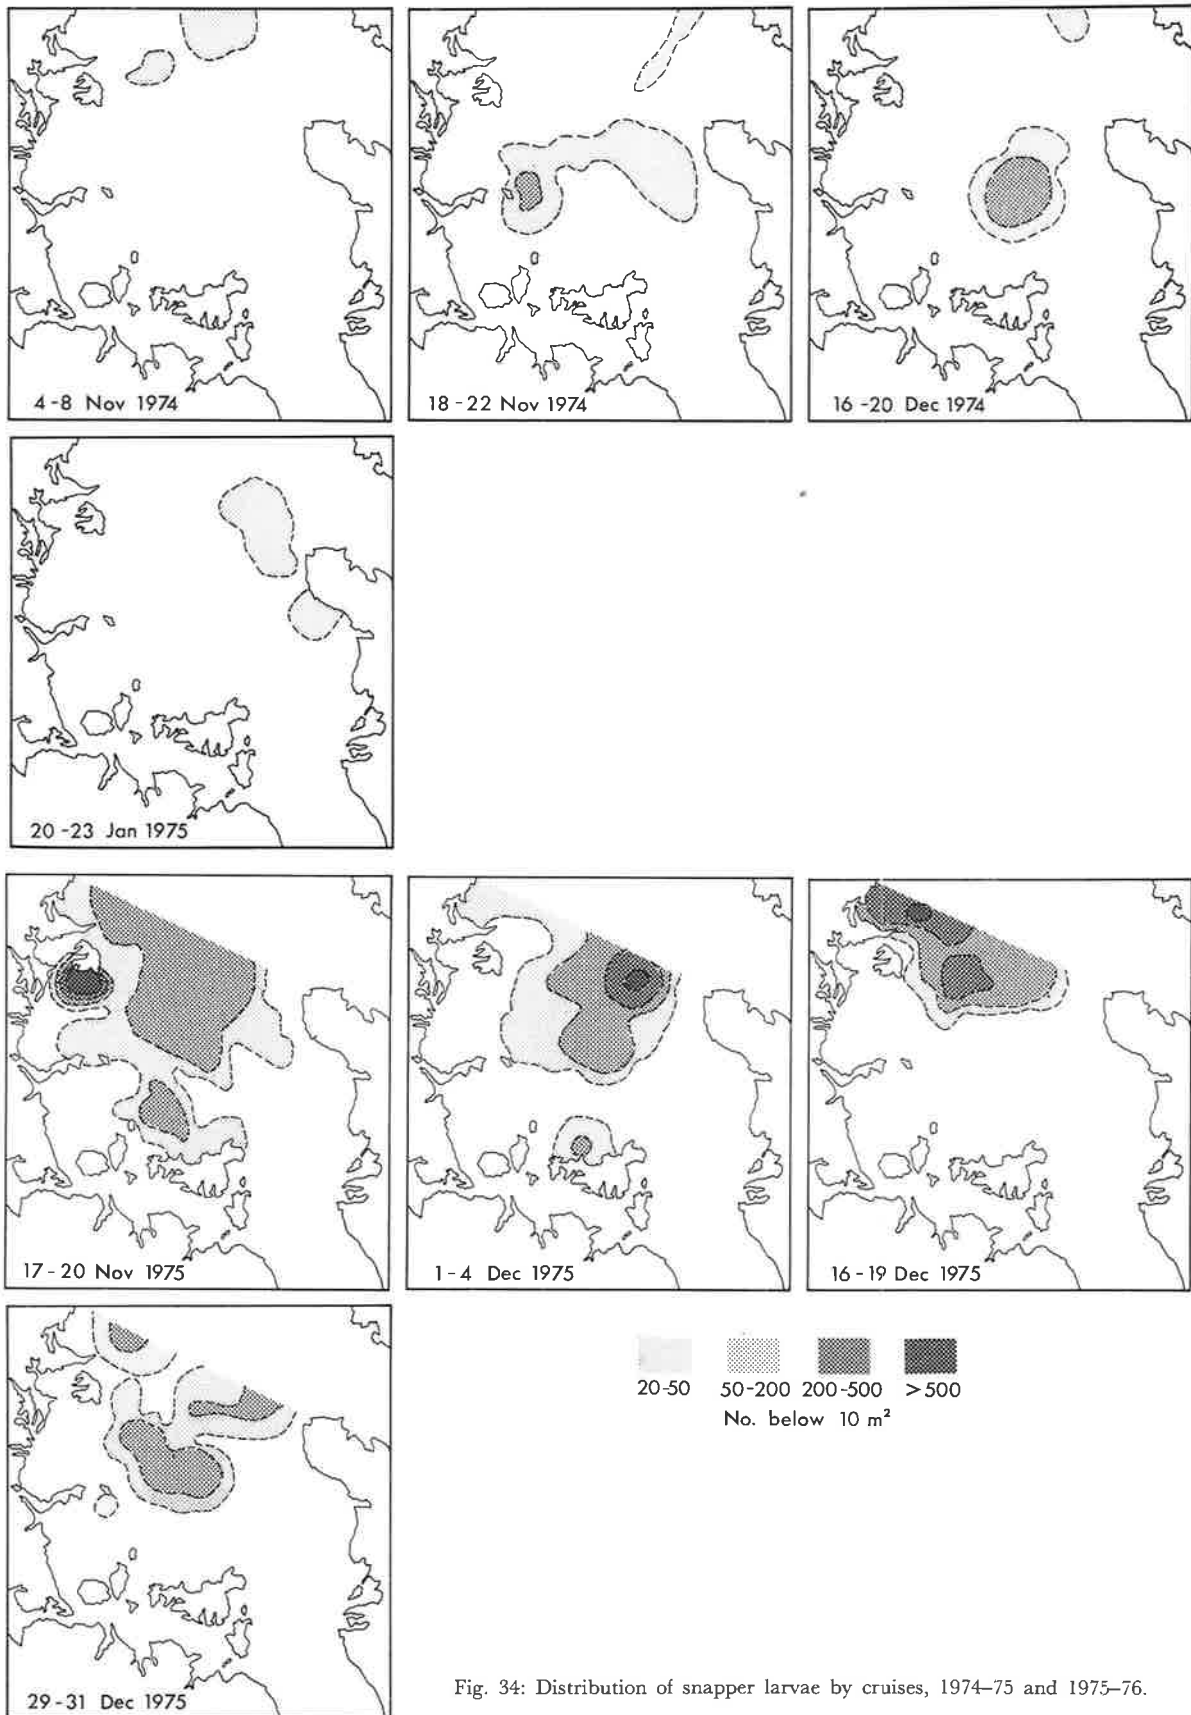 4-8 Nov 1974
18-22 Nov 1974
16-20 Dec 1974
20-23 Jan 1975
17-20 Nov 1975
1-4 Dec 1975
16-19 Dec 1975
20-50 50-200 200-500 >500
No. below 10 m²
29-31 Dec 1975
Fig. 34: Distribution of snapper larvae by cruises, 1974–75 and 1975–76.